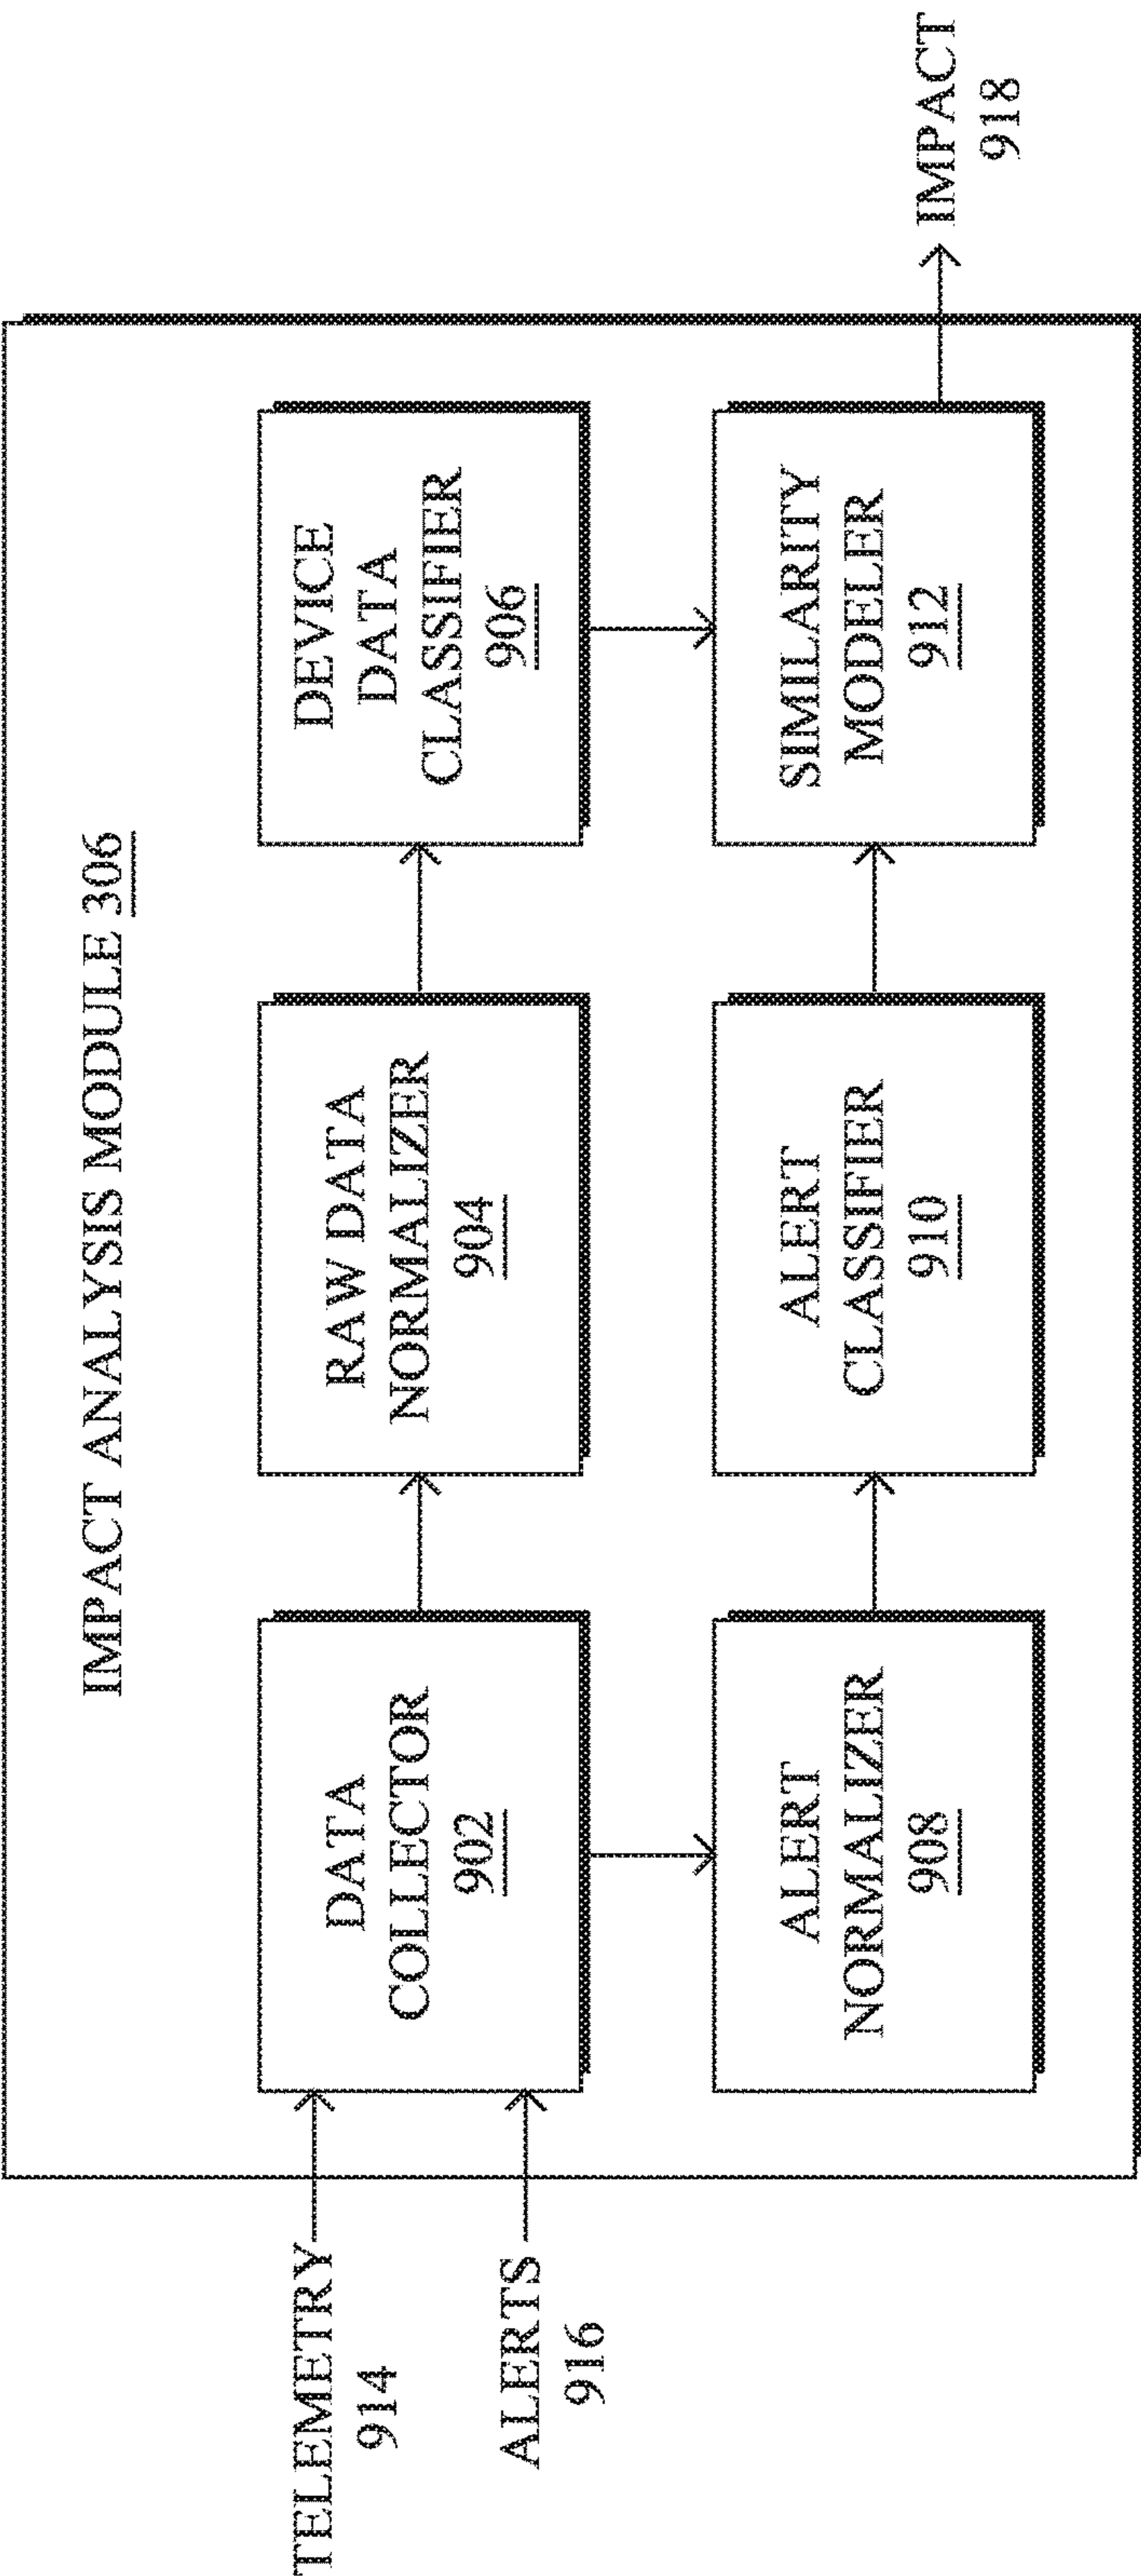 IMPACT ANALYSIS MODULE 306
TELEMETRY
914
ALERTS
916
DATA
COLLECTOR
902
RAW DATA
NORMALIZER
904
DEVICE
DATA
CLASSIFIER
906
ALERT
NORMALIZER
908
ALERT
CLASSIFIER
910
SIMILARITY
MODELER
912
IMPACT
918